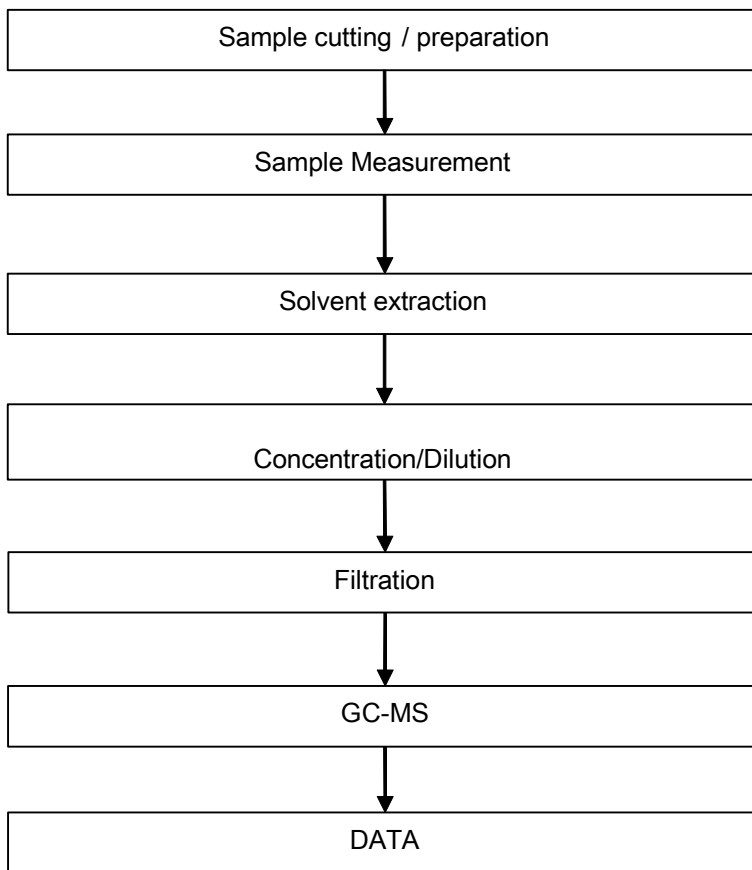 Sample cutting / preparation
Sample Measurement
Solvent extraction
Concentration/Dilution
Filtration
GC-MS
DATA